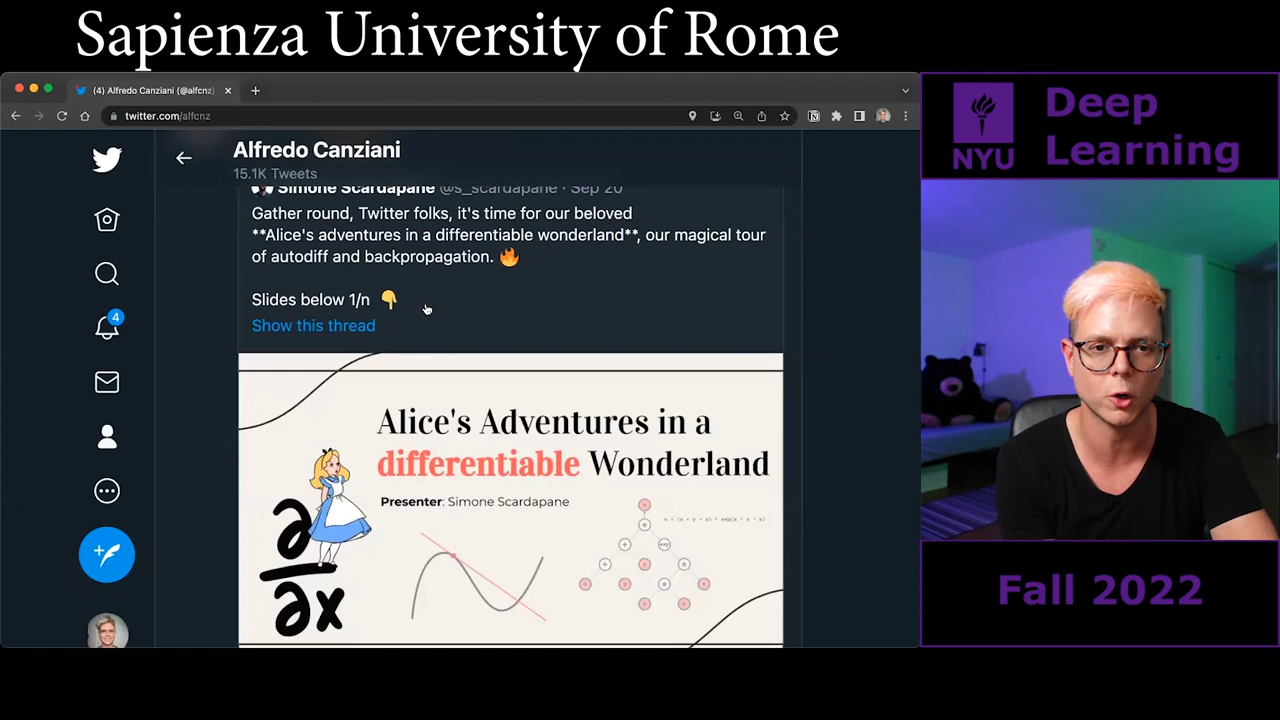 Sapienza University of Rome
(4) Alfredo Canziani (@alfcnz)
twitter.com/alfcnz
Alfredo Canziani
15.1K Tweets
Simone Scardapane @s_scardapane · Sep 20
Gather round, Twitter folks, it's time for our beloved
**Alice's adventures in a differentiable wonderland**, our magical tour
of autodiff and backpropagation. 🔥
Slides below 1/n 👇
Show this thread
4
Alice's Adventures in a
differentiable Wonderland
Presenter: Simone Scardapane
∂
∂x
NYU
Deep
Learning
Fall 2022